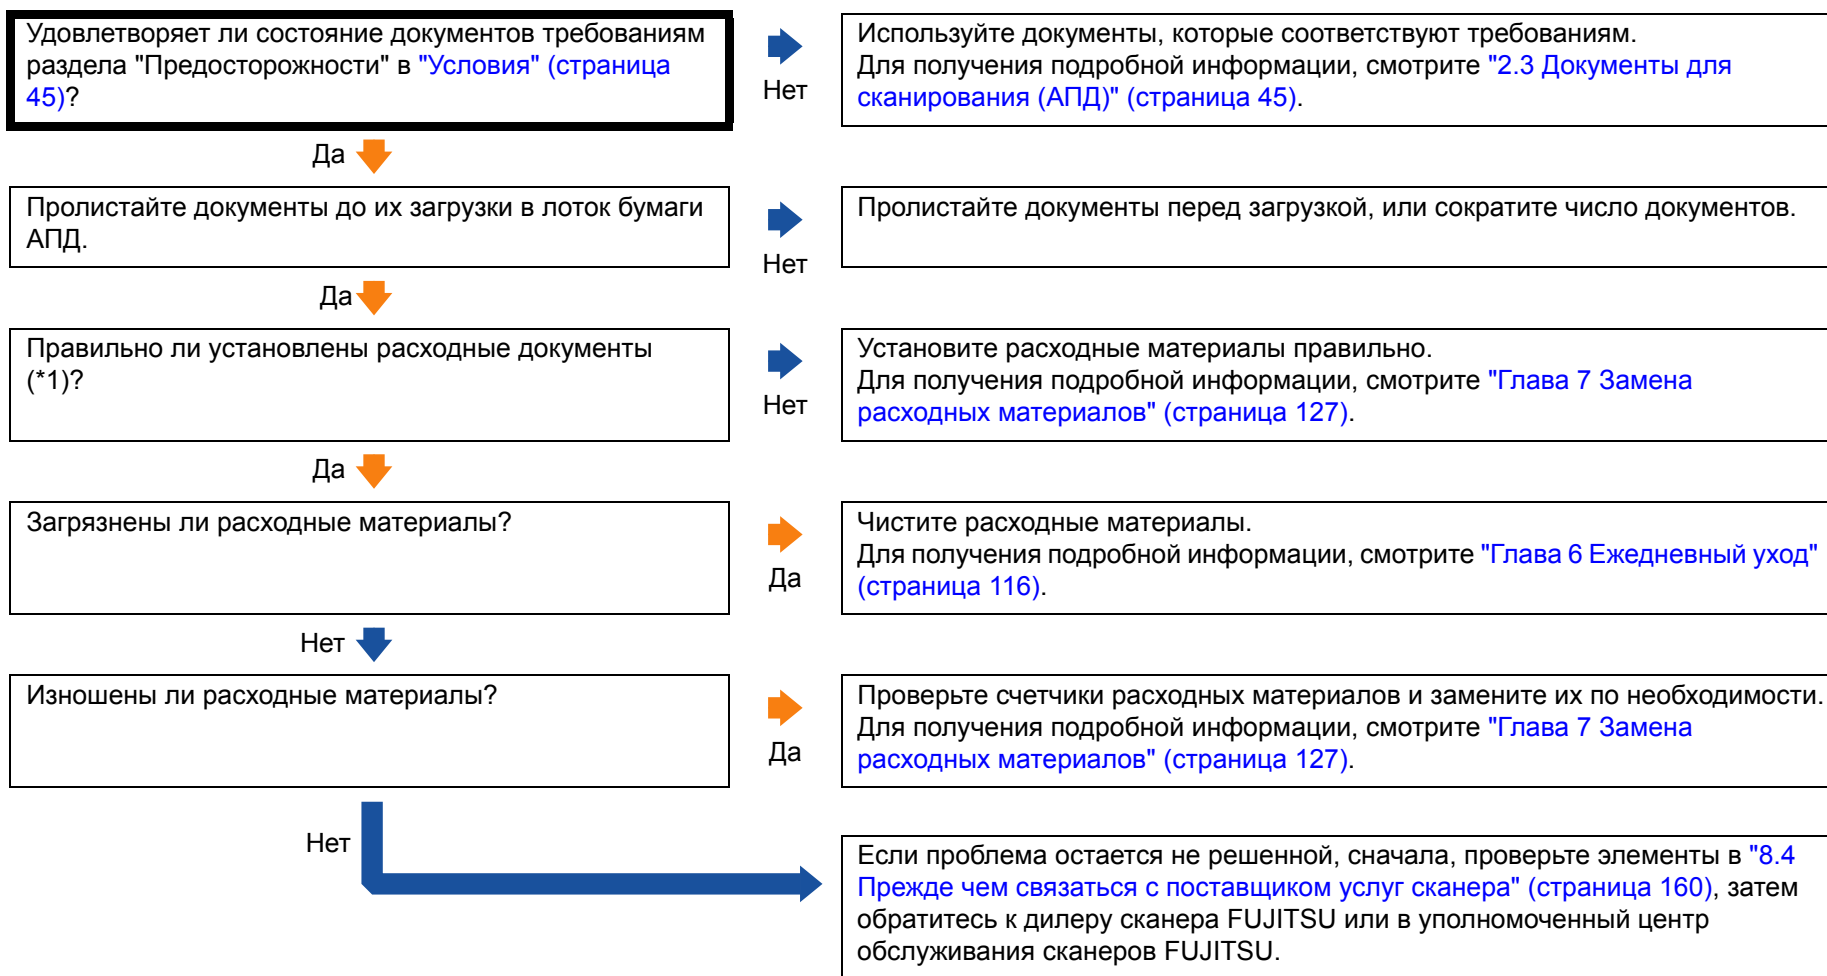 Удовлетворяет ли состояние документов требованиям
раздела "Предосторожности" в "Условия" (страница
45)?
Нет
Используйте документы, которые соответствуют требованиям.
Для получения подробной информации, смотрите "2.3 Документы для
сканирования (АПД)" (страница 45).
Да
Пролистайте документы до их загрузки в лоток бумаги
АПД.
Нет
Пролистайте документы перед загрузкой, или сократите число документов.
Да
Правильно ли установлены расходные документы
(*1)?
Нет
Установите расходные материалы правильно.
Для получения подробной информации, смотрите "Глава 7 Замена
расходных материалов" (страница 127).
Да
Загрязнены ли расходные материалы?
Да
Чистите расходные материалы.
Для получения подробной информации, смотрите "Глава 6 Ежедневный уход"
(страница 116).
Нет
Изношены ли расходные материалы?
Да
Проверьте счетчики расходных материалов и замените их по необходимости.
Для получения подробной информации, смотрите "Глава 7 Замена
расходных материалов" (страница 127).
Нет
Если проблема остается не решенной, сначала, проверьте элементы в "8.4
Прежде чем связаться с поставщиком услуг сканера" (страница 160), затем
обратитесь к дилеру сканера FUJITSU или в уполномоченный центр
обслуживания сканеров FUJITSU.